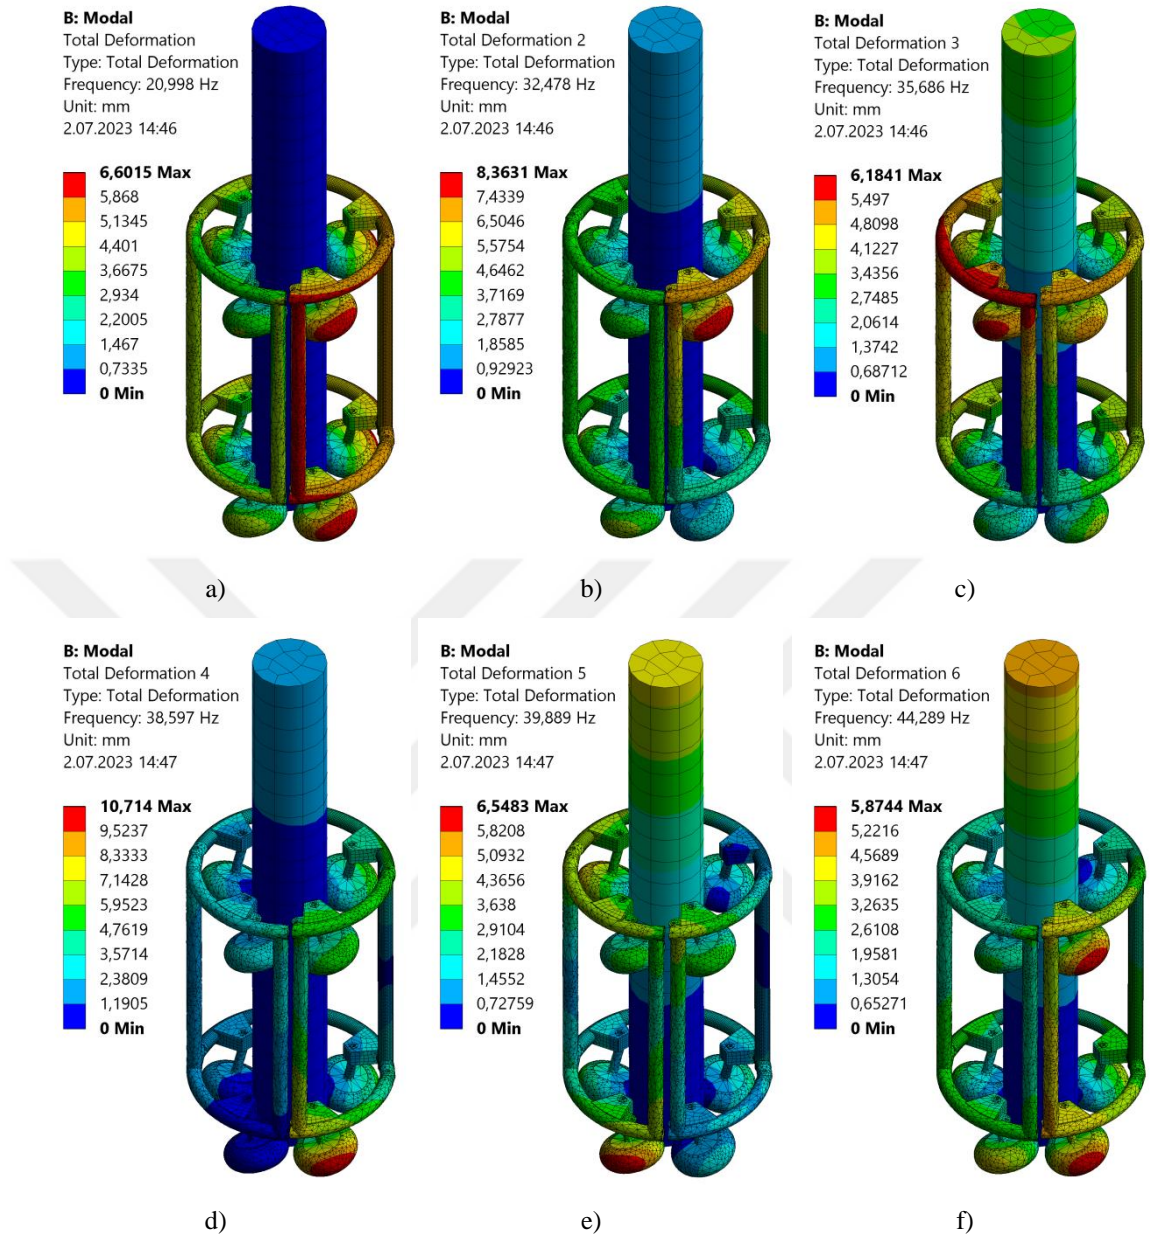 B: Modal
Total Deformation
Type: Total Deformation
Frequency: 20,998 Hz
Unit: mm
2.07.2023 14:46
6,6015 Max
5,868
5,1345
4,401
3,6675
2,934
2,2005
1,467
0,7335
0 Min
B: Modal
Total Deformation 2
Type: Total Deformation
Frequency: 32,478 Hz
Unit: mm
2.07.2023 14:46
8,3631 Max
7,4339
6,5046
5,5754
4,6462
3,7169
2,7877
1,8585
0,92923
0 Min
B: Modal
Total Deformation 3
Type: Total Deformation
Frequency: 35,686 Hz
Unit: mm
2.07.2023 14:46
6,1841 Max
5,497
4,8098
4,1227
3,4356
2,7485
2,0614
1,3742
0,68712
0 Min
a)
b)
c)
B: Modal
Total Deformation 4
Type: Total Deformation
Frequency: 38,597 Hz
Unit: mm
2.07.2023 14:47
10,714 Max
9,5237
8,3333
7,1428
5,9523
4,7619
3,5714
2,3809
1,1905
0 Min
B: Modal
Total Deformation 5
Type: Total Deformation
Frequency: 39,889 Hz
Unit: mm
2.07.2023 14:47
6,5483 Max
5,8208
5,0932
4,3656
3,638
2,9104
2,1828
1,4552
0,72759
0 Min
B: Modal
Total Deformation 6
Type: Total Deformation
Frequency: 44,289 Hz
Unit: mm
2.07.2023 14:47
5,8744 Max
5,2216
4,5689
3,9162
3,2635
2,6108
1,9581
1,3054
0,65271
0 Min
d)
e)
f)